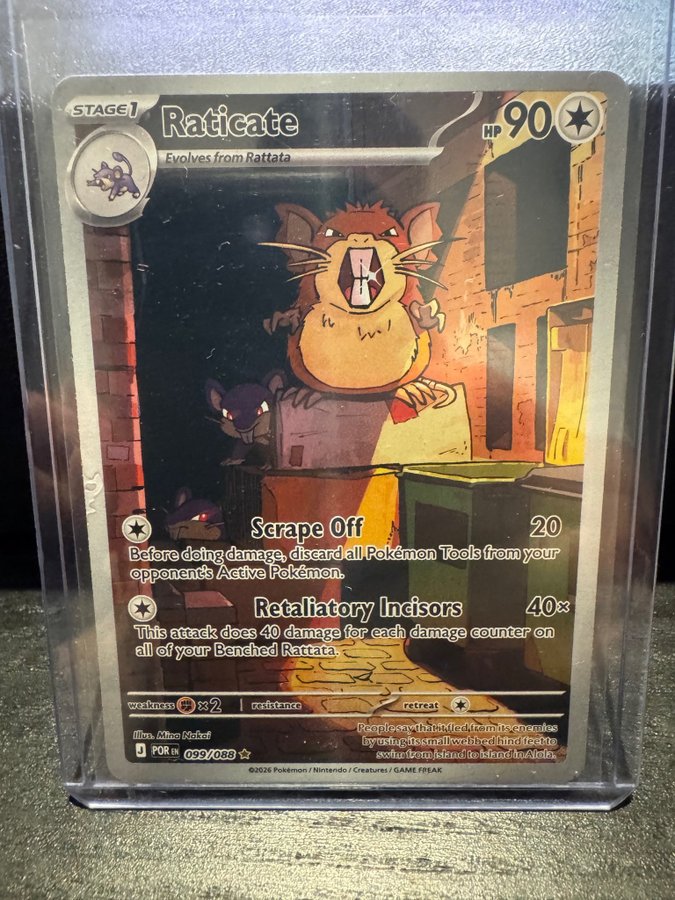 STAGE1
Raticate
HP 90
Evolves from Rattata
Scrape Off 20
Before doing damage, discard all Pokémon Tools from your
opponent's Active Pokémon.
Retaliatory Incisors 40×
This attack does 40 damage for each damage counter on
all of your Benched Rattata.
weakness ×2 resistance retreat
Illus. Mina Nakai
J POR EN 099/088
People say that it fled from its enemies
by using its small webbed hind feet to
swim from island to island in Alola.
©2026 Pokémon / Nintendo / Creatures / GAME FREAK